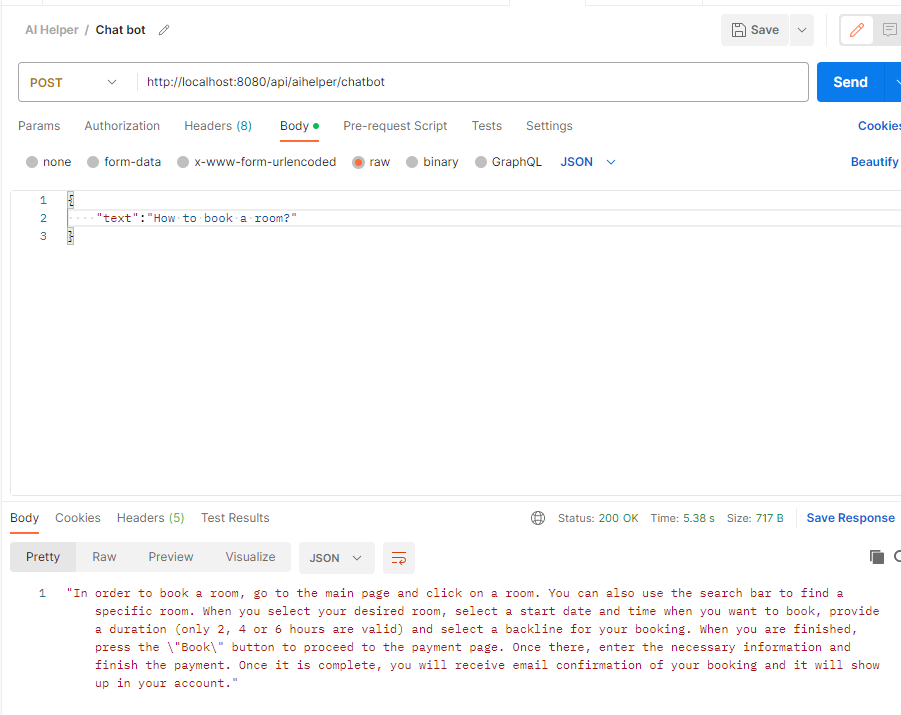 AI Helper / Chat bot
Save
POST http://localhost:8080/api/aihelper/chatbot Send
Params Authorization Headers (8) Body Pre-request Script Tests Settings Cookies
none form-data x-www-form-urlencoded raw binary GraphQL JSON Beautify
1 {
2 ····"text":"How·to·book·a·room?"
3 }
Body Cookies Headers (5) Test Results Status: 200 OK Time: 5.38 s Size: 717 B Save Response
Pretty Raw Preview Visualize JSON
1 "In order to book a room, go to the main page and click on a room. You can also use the search bar to find a
specific room. When you select your desired room, select a start date and time when you want to book, provide
a duration (only 2, 4 or 6 hours are valid) and select a backline for your booking. When you are finished,
press the \"Book\" button to proceed to the payment page. Once there, enter the necessary information and
finish the payment. Once it is complete, you will receive email confirmation of your booking and it will show
up in your account."